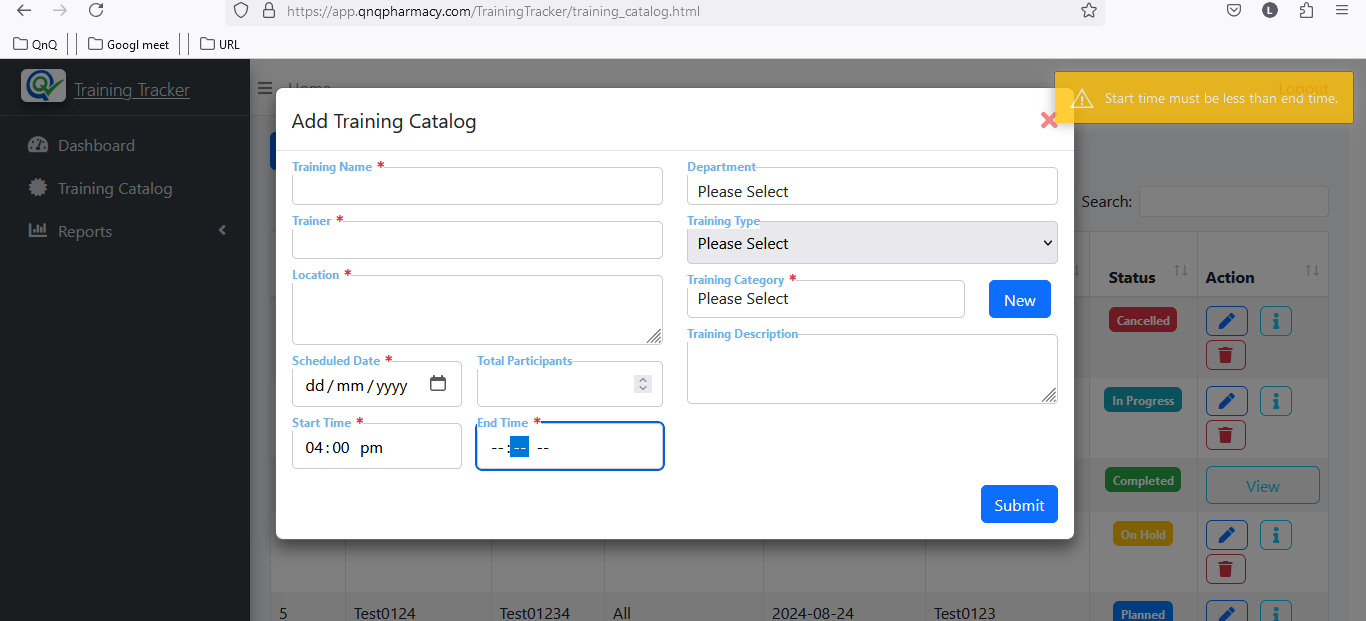 https://app.qnqpharmacy.com/TrainingTracker/training_catalog.html
L
QnQ
Googl meet
URL
Training Tracker
Home
Logout
Start time must be less than end time.
Dashboard
Training Catalog
Reports
Add Training Catalog
Training Name *
Department
Please Select
Trainer *
Training Type
Please Select
Location *
Training Category *
Please Select
New
Training Description
Scheduled Date *
Total Participants
dd/mm/yyyy
Start Time *
End Time *
04:00 pm
--:-- --
Submit
Search:
Status
Action
Cancelled
In Progress
Completed
View
On Hold
5 Test0124 Test01234 All 2024-08-24 Test0123 Planned